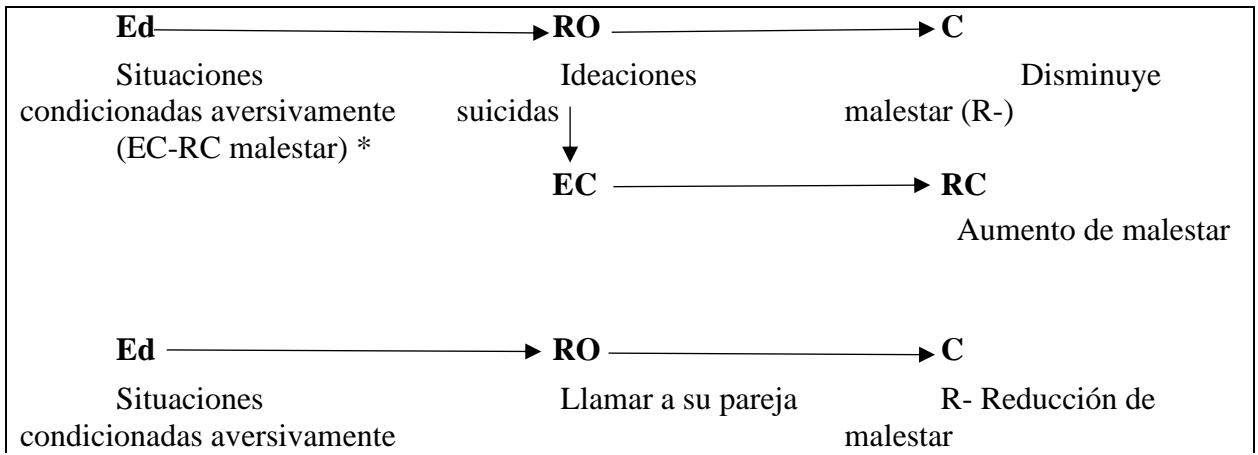 Ed RO C
Situaciones Ideaciones Disminuye
condicionadas aversivamente suicidas malestar (R-)
(EC-RC malestar) *
EC RC
Aumento de malestar
Ed RO C
Situaciones Llamar a su pareja R- Reducción de
condicionadas aversivamente malestar